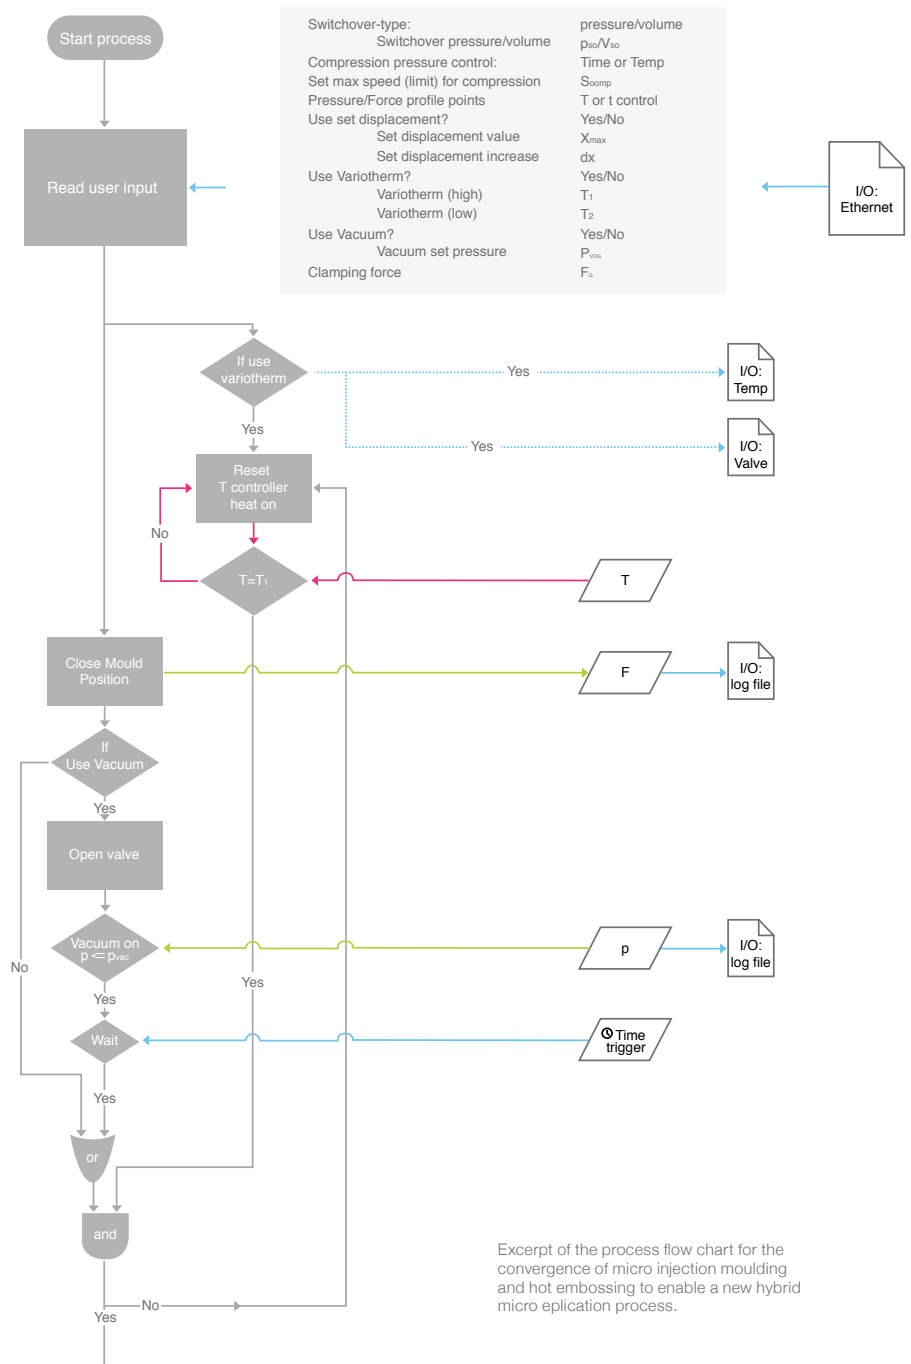 Start process
Switchover-type: pressure/volume
Switchover pressure/volume pso/Vso
Compression pressure control: Time or Temp
Set max speed (limit) for compression Soomp
Pressure/Force profile points T or t control
Use set displacement? Yes/No
Set displacement value Xmax
Set displacement increase dx
Use Variotherm? Yes/No
Variotherm (high) T1
Variotherm (low) T2
Use Vacuum? Yes/No
Vacuum set pressure
Clamping force
Read user input
I/O:
Ethernet
If use
variotherm
Yes
I/O:
Temp
Yes
Yes
I/O:
Valve
Reset
T controller
heat on
No
T=T1
T
Close Mould
Position
F
I/O:
log file
If
Use Vacuum
Yes
Open valve
Vacuum on
p <= pvac
p
I/O:
log file
No
Yes
Yes
Wait
Time
trigger
Yes
or
and
No
Yes
Excerpt of the process flow chart for the
convergence of micro injection moulding
and hot embossing to enable a new hybrid
micro eplication process.